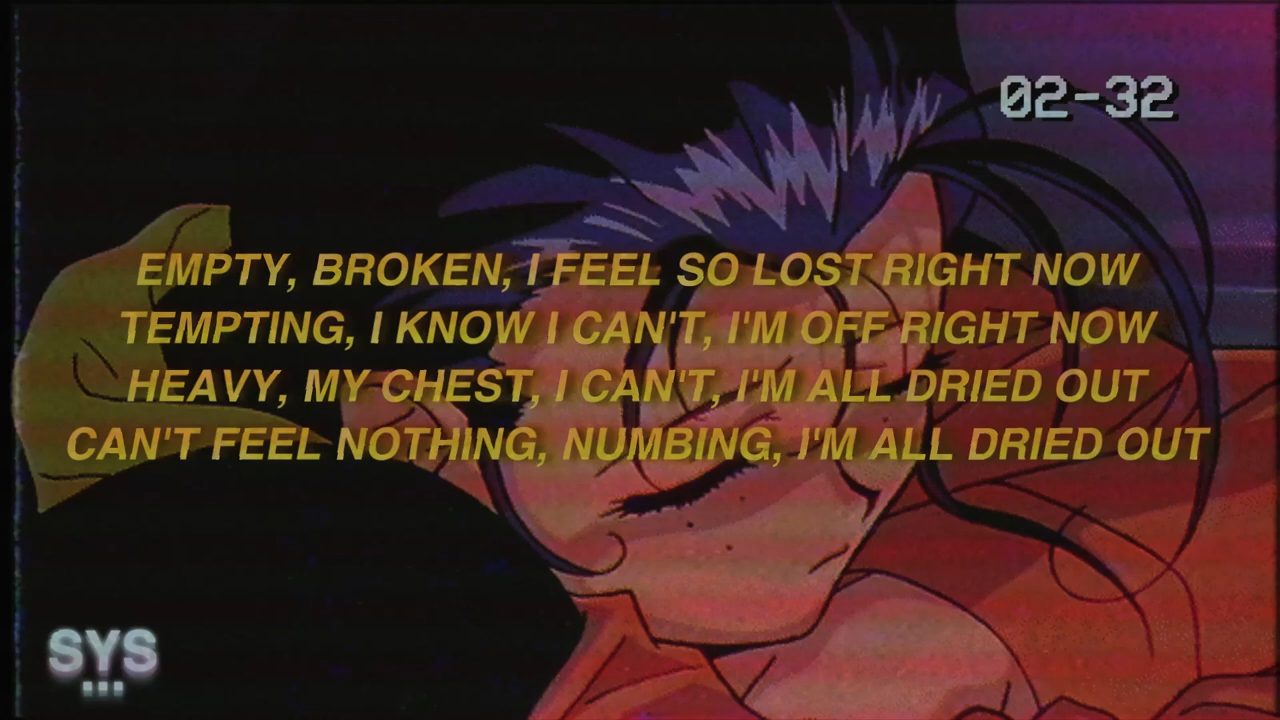 02-32
EMPTY, BROKEN, I FEEL SO LOST RIGHT NOW
TEMPTING, I KNOW I CAN'T, I'M OFF RIGHT NOW
HEAVY, MY CHEST, I CAN'T, I'M ALL DRIED OUT
CAN'T FEEL NOTHING, NUMBING, I'M ALL DRIED OUT
SYS
...